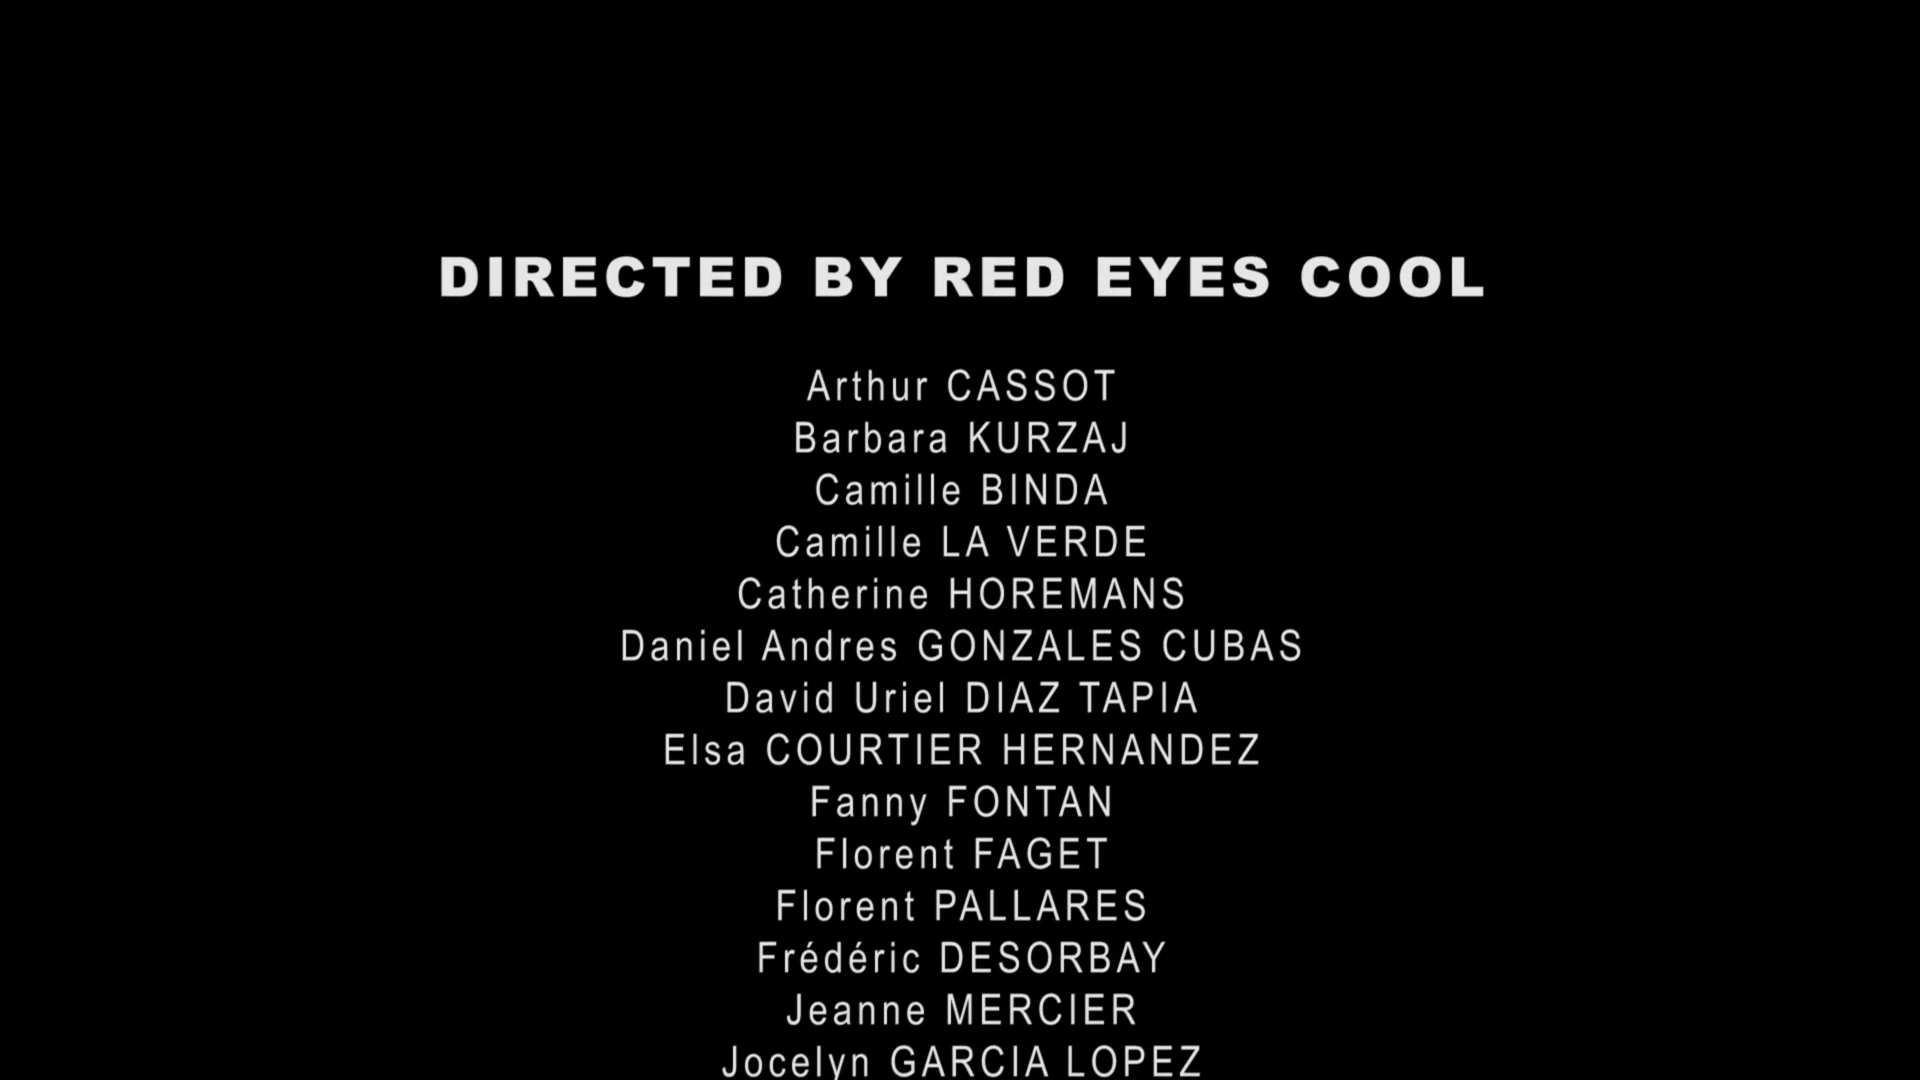 DIRECTED BY RED EYES COOL
Arthur CASSOT
Barbara KURZAJ
Camille BINDA
Camille LA VERDE
Catherine HOREMANS
Daniel Andres GONZALES CUBAS
David Uriel DIAZ TAPIA
Elsa COURTIER HERNANDEZ
Fanny FONTAN
Florent FAGET
Florent PALLARES
Frédéric DESORBAY
Jeanne MERCIER
Jocelyn GARCIA LOPEZ